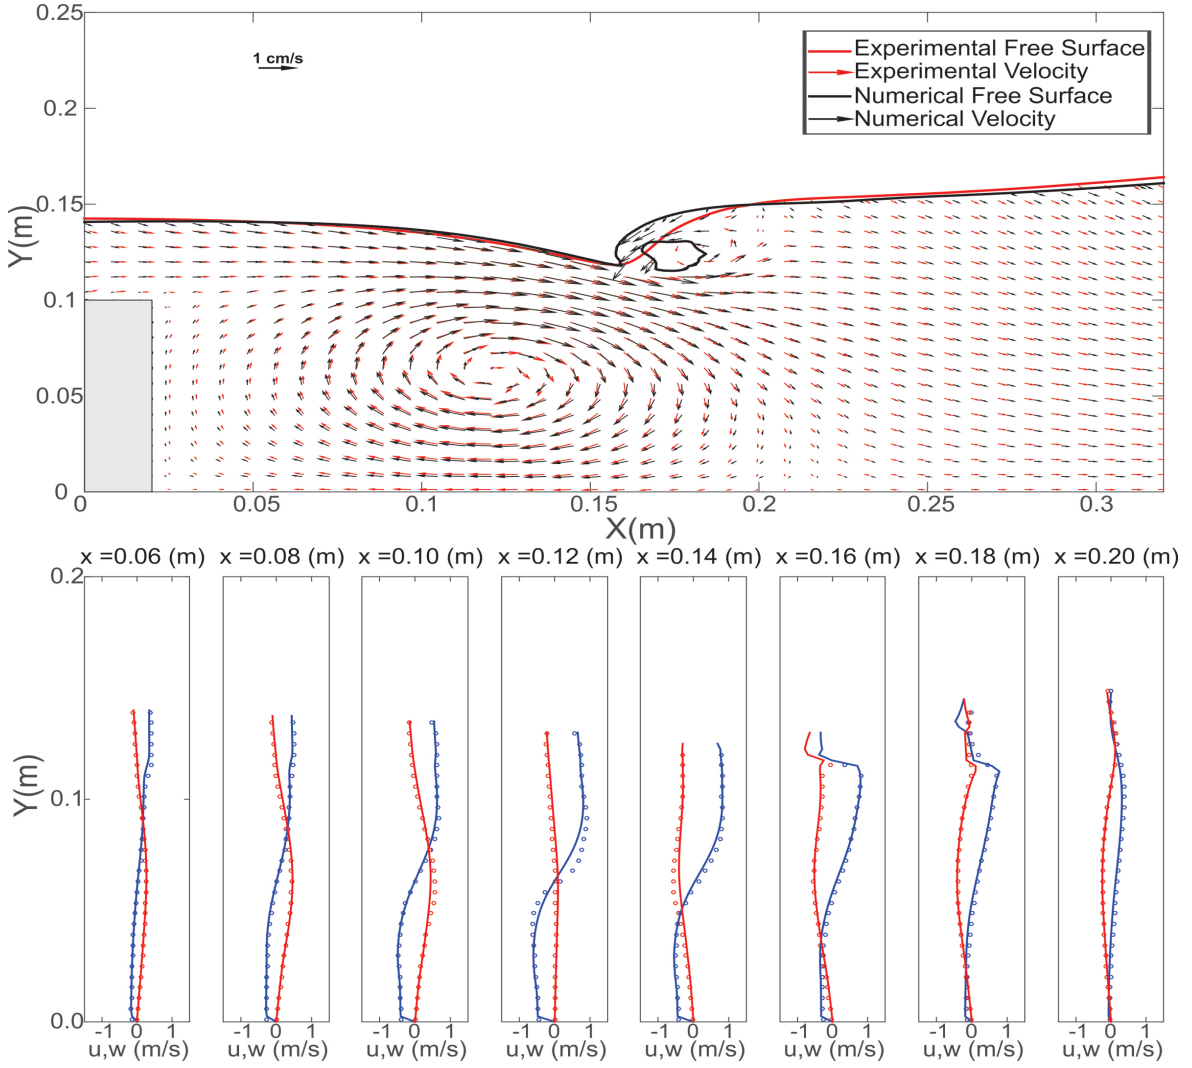 0.25
1 cm/s
Experimental Free Surface
Experimental Velocity
Numerical Free Surface
Numerical Velocity
0.2
0.15
Y(m)
0.1
0.05
0
0 0.05 0.1 0.15 0.2 0.25 0.3
X(m)
x =0.06 (m) x =0.08 (m) x =0.10 (m) x =0.12 (m) x =0.14 (m) x =0.16 (m) x =0.18 (m) x =0.20 (m)
0.2
Y(m)
0.1
0.0
-1 0 1 -1 0 1 -1 0 1 -1 0 1 -1 0 1 -1 0 1 -1 0 1 -1 0 1
u,w (m/s) u,w (m/s) u,w (m/s) u,w (m/s) u,w (m/s) u,w (m/s) u,w (m/s) u,w (m/s)